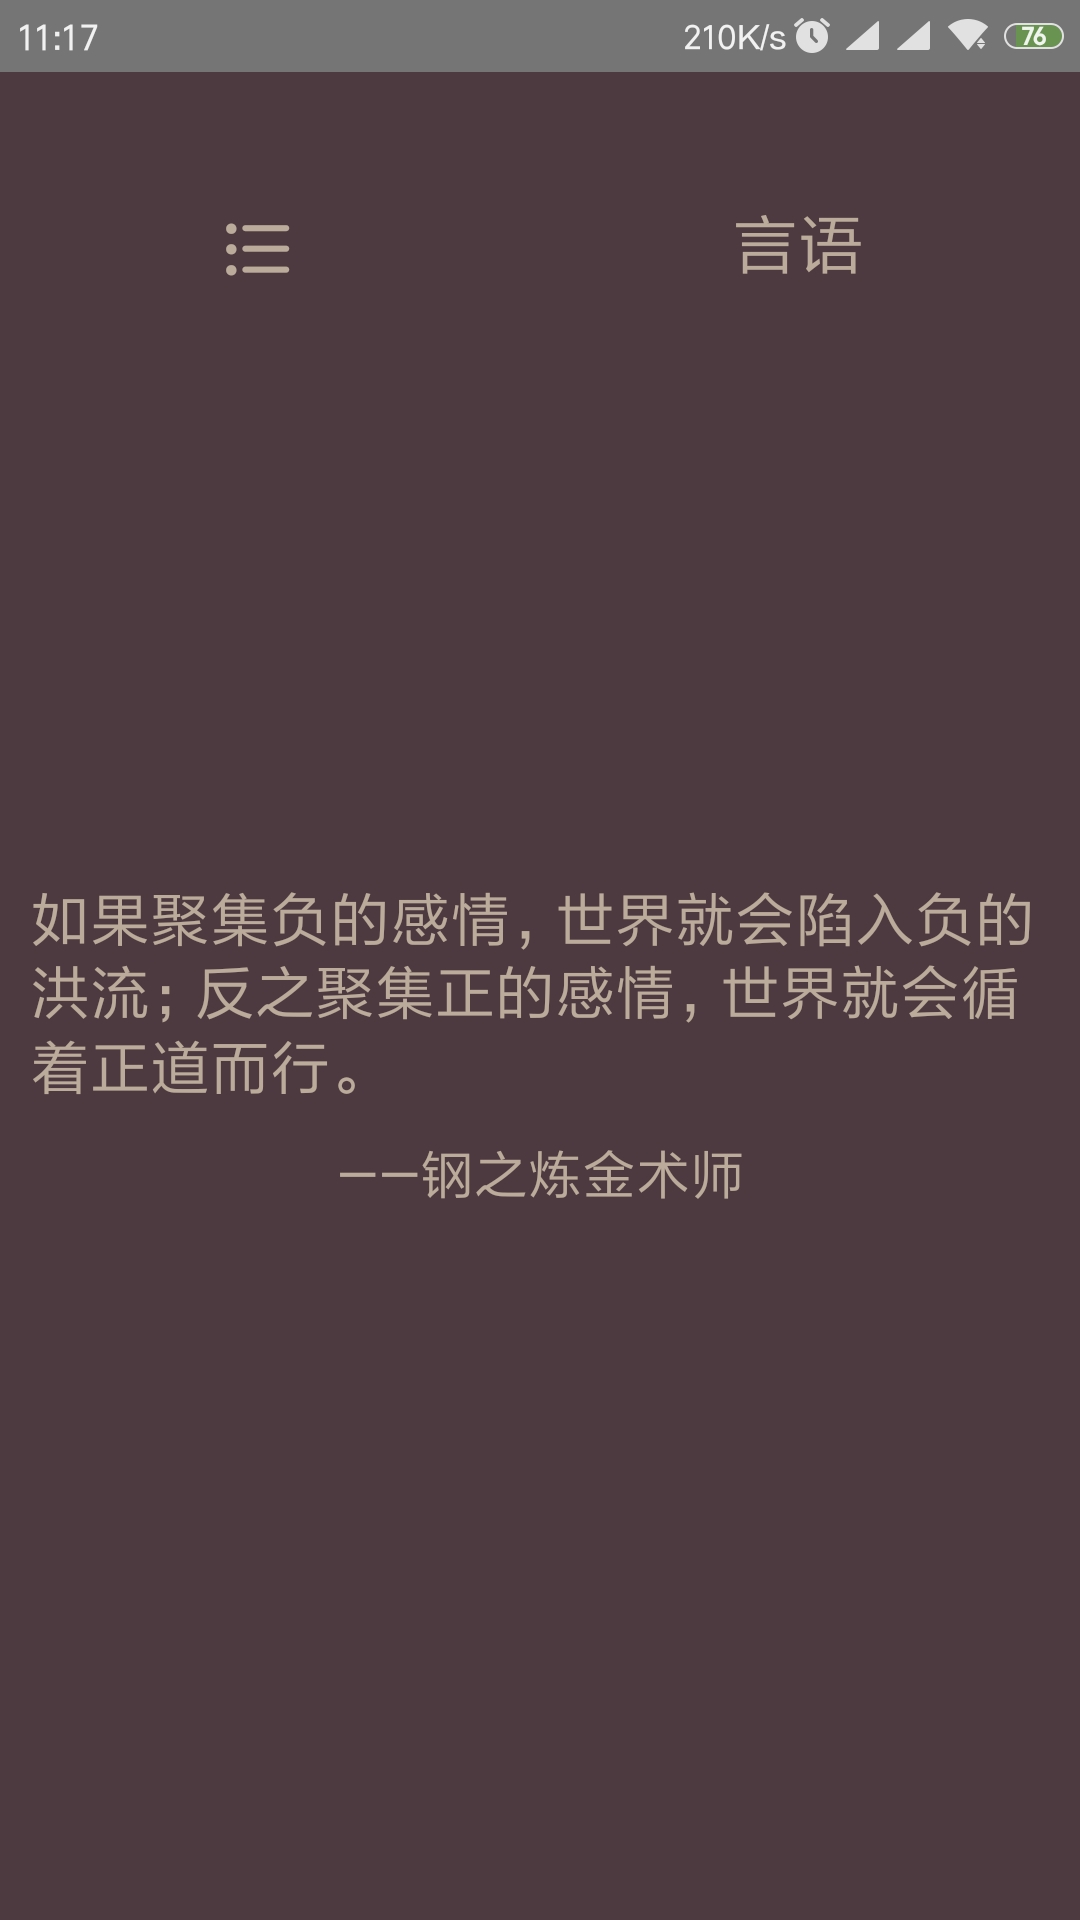 11:17 210K/s 76
言语
如果聚集负的感情，世界就会陷入负的
洪流；反之聚集正的感情，世界就会循
着正道而行。
——钢之炼金术师